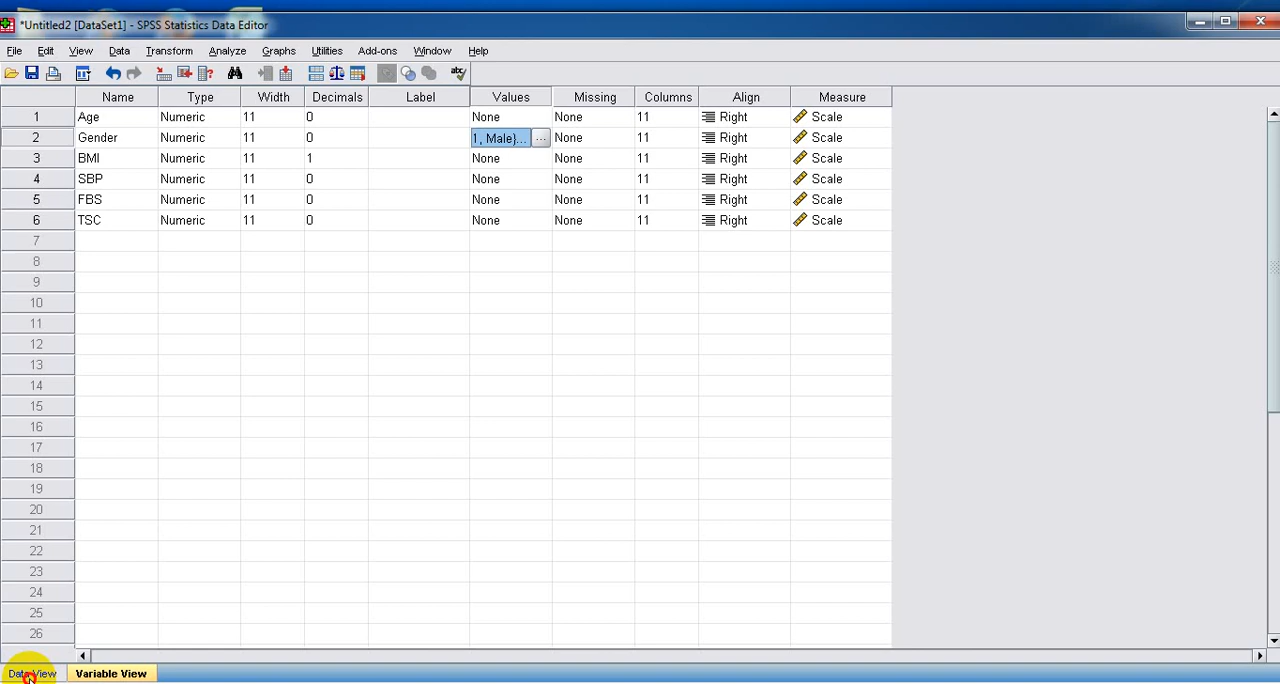 *Untitled2 [DataSet1] - SPSS Statistics Data Editor
File Edit View Data Transform Analyze Graphs Utilities Add-ons Window Help
Name Type Width Decimals Label Values Missing Columns Align Measure
1 Age Numeric 11 0 None None 11 Right Scale
2 Gender Numeric 11 0 1, Male}... ... None 11 Right Scale
3 BMI Numeric 11 1 None None 11 Right Scale
4 SBP Numeric 11 0 None None 11 Right Scale
5 FBS Numeric 11 0 None None 11 Right Scale
6 TSC Numeric 11 0 None None 11 Right Scale
7
8
9
10
11
12
13
14
15
16
17
18
19
20
21
22
23
24
25
26
Data View Variable View